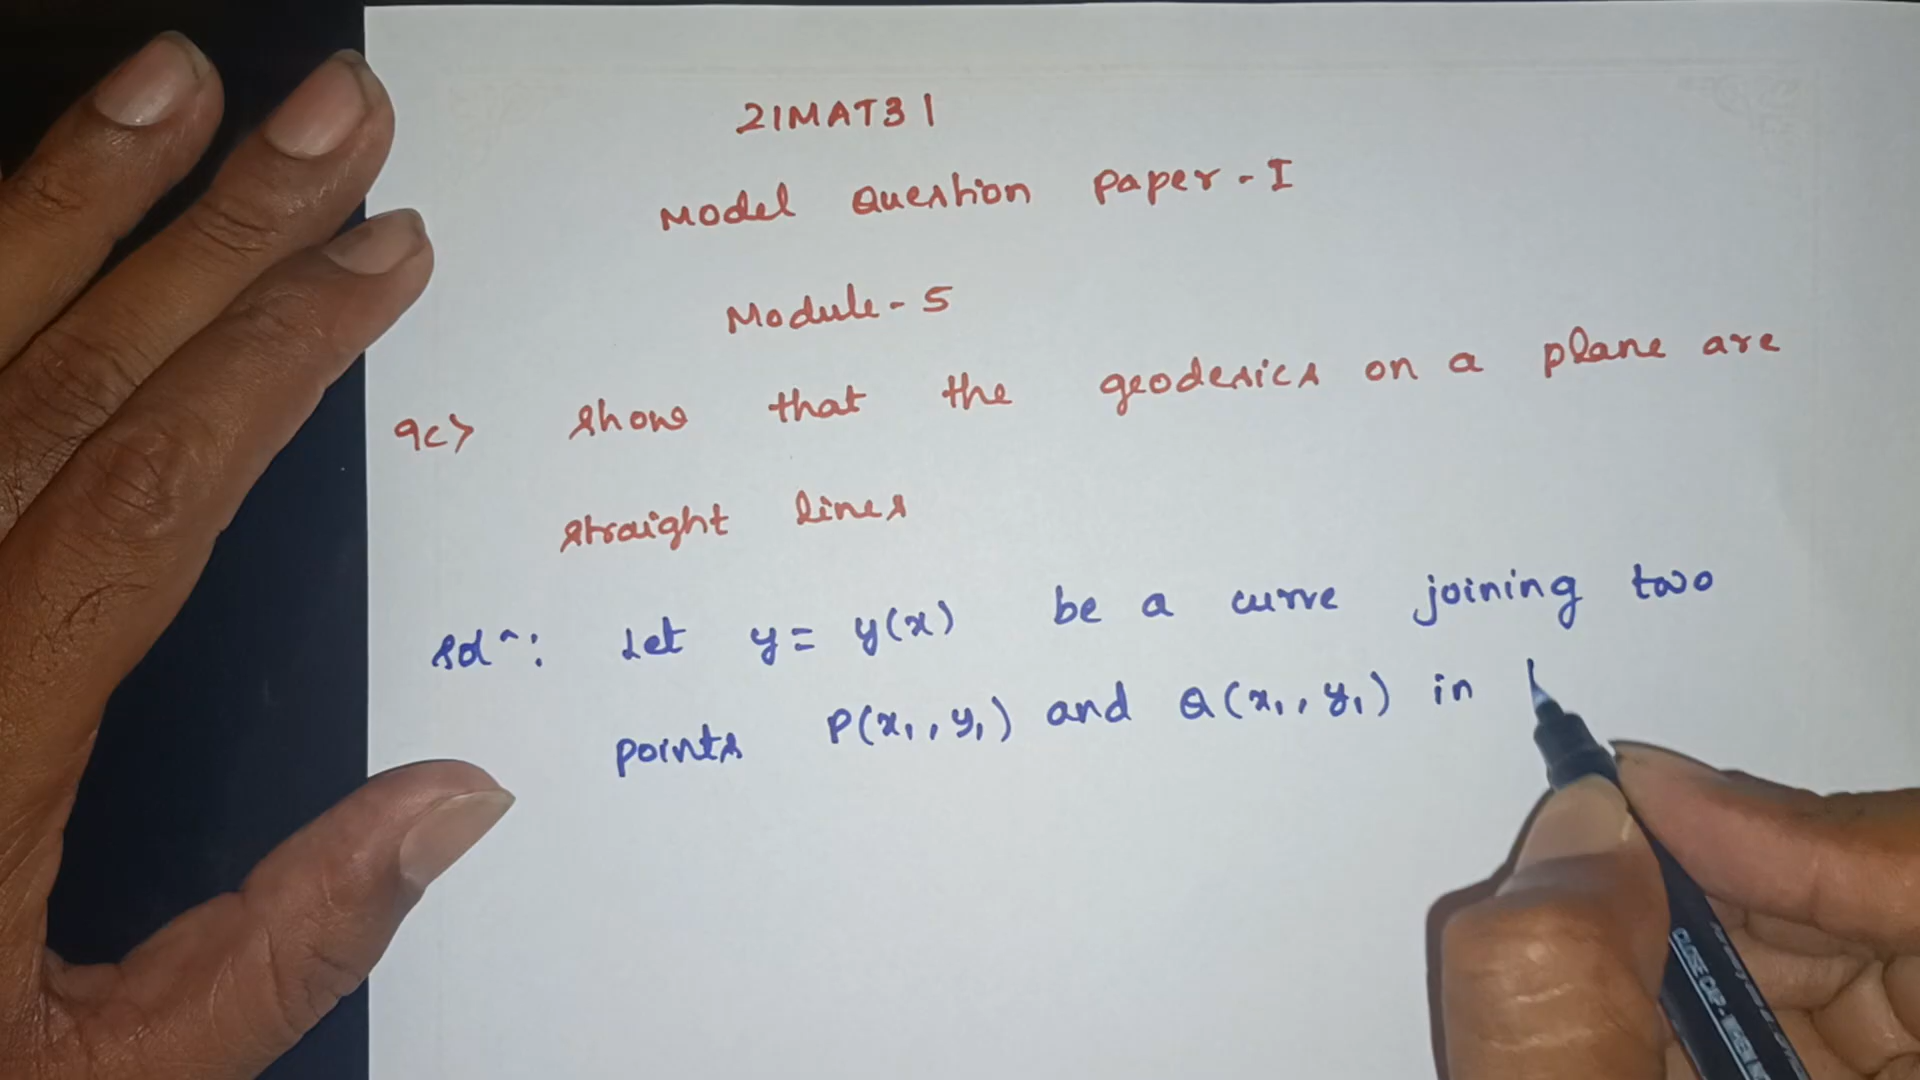 21MAT31
Model Question paper - I
Module - 5
9c> show that the geodesics on a plane are
straight lines
Sol^n: Let y = y(x) be a curve joining two
points P(x₁, y₁) and Q(x₁, y₁) in